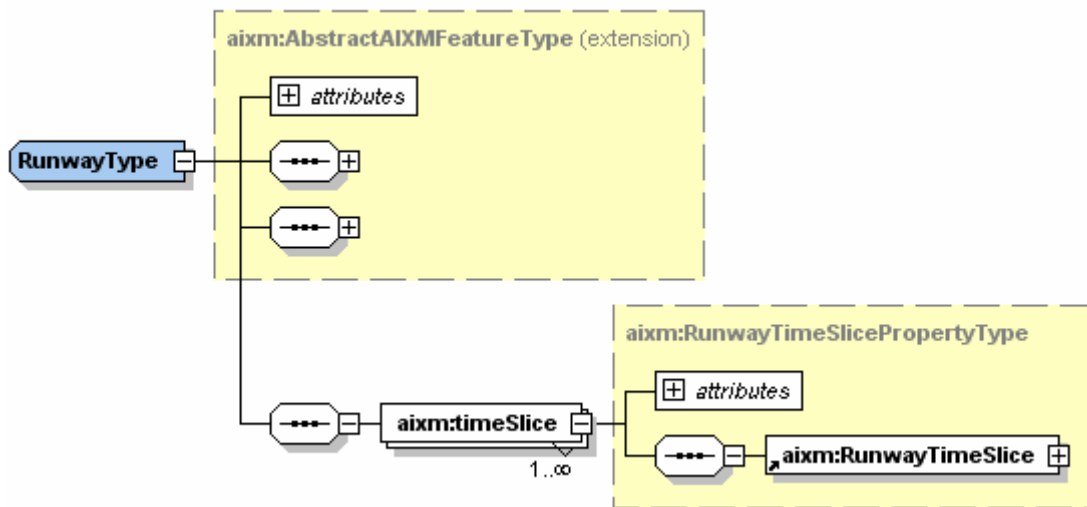 aixm:AbstractAIXMFeatureType (extension)
attributes
RunwayType
aixm:RunwayTimeSlicePropertyType
attributes
aixm:timeSlice
1..∞
aixm:RunwayTimeSlice